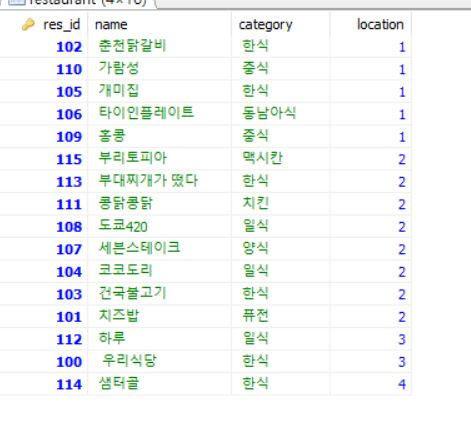 restaurant (4×16)
res_id name category location
102 춘천닭갈비 한식 1
110 가람성 중식 1
105 개미집 한식 1
106 타이인플레이트 동남아식 1
109 홍콩 중식 1
115 부리토피아 맥시칸 2
113 부대찌개가 떴다 한식 2
111 콩닭콩닭 치킨 2
108 도쿄420 일식 2
107 세븐스테이크 양식 2
104 코코도리 일식 2
103 건국불고기 한식 2
101 치즈밥 퓨전 2
112 하루 일식 3
100 우리식당 한식 3
114 샘터골 한식 4